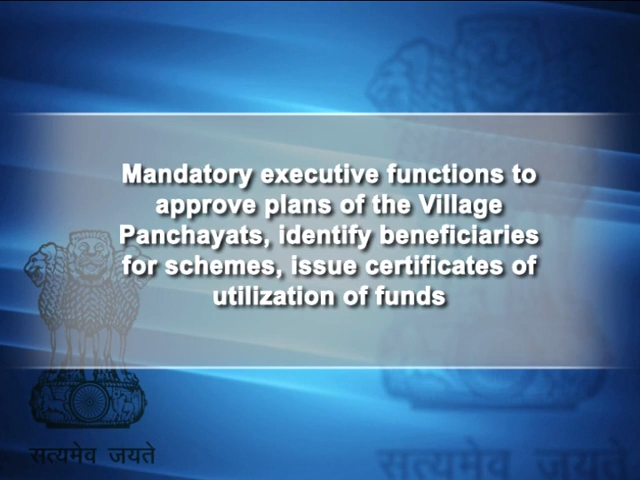 Mandatory executive functions to
approve plans of the Village
Panchayats, identify beneficiaries
for schemes, issue certificates of
utilization of funds
सत्यमेव जयते
सत्यमेव जयते